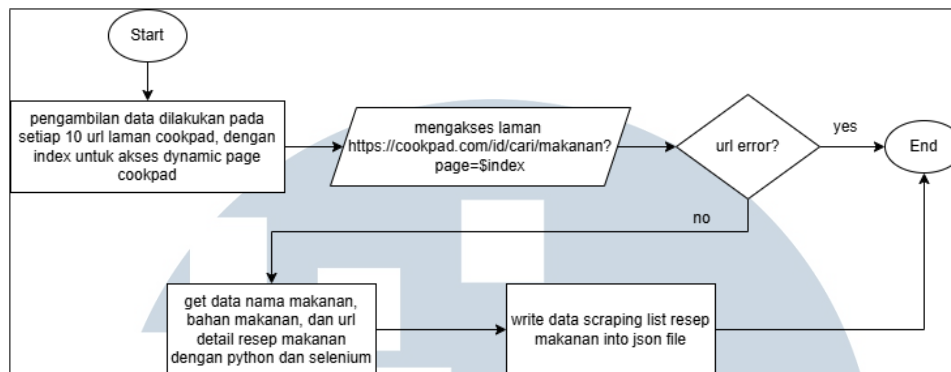 Start
pengambilan data dilakukan pada
setiap 10 url laman cookpad, dengan
index untuk akses dynamic page
cookpad
mengakses laman
https://cookpad.com/id/cari/makanan?
page=$index
url error?
yes
End
no
get data nama makanan,
bahan makanan, dan url
detail resep makanan
dengan python dan selenium
write data scraping list resep
makanan into json file